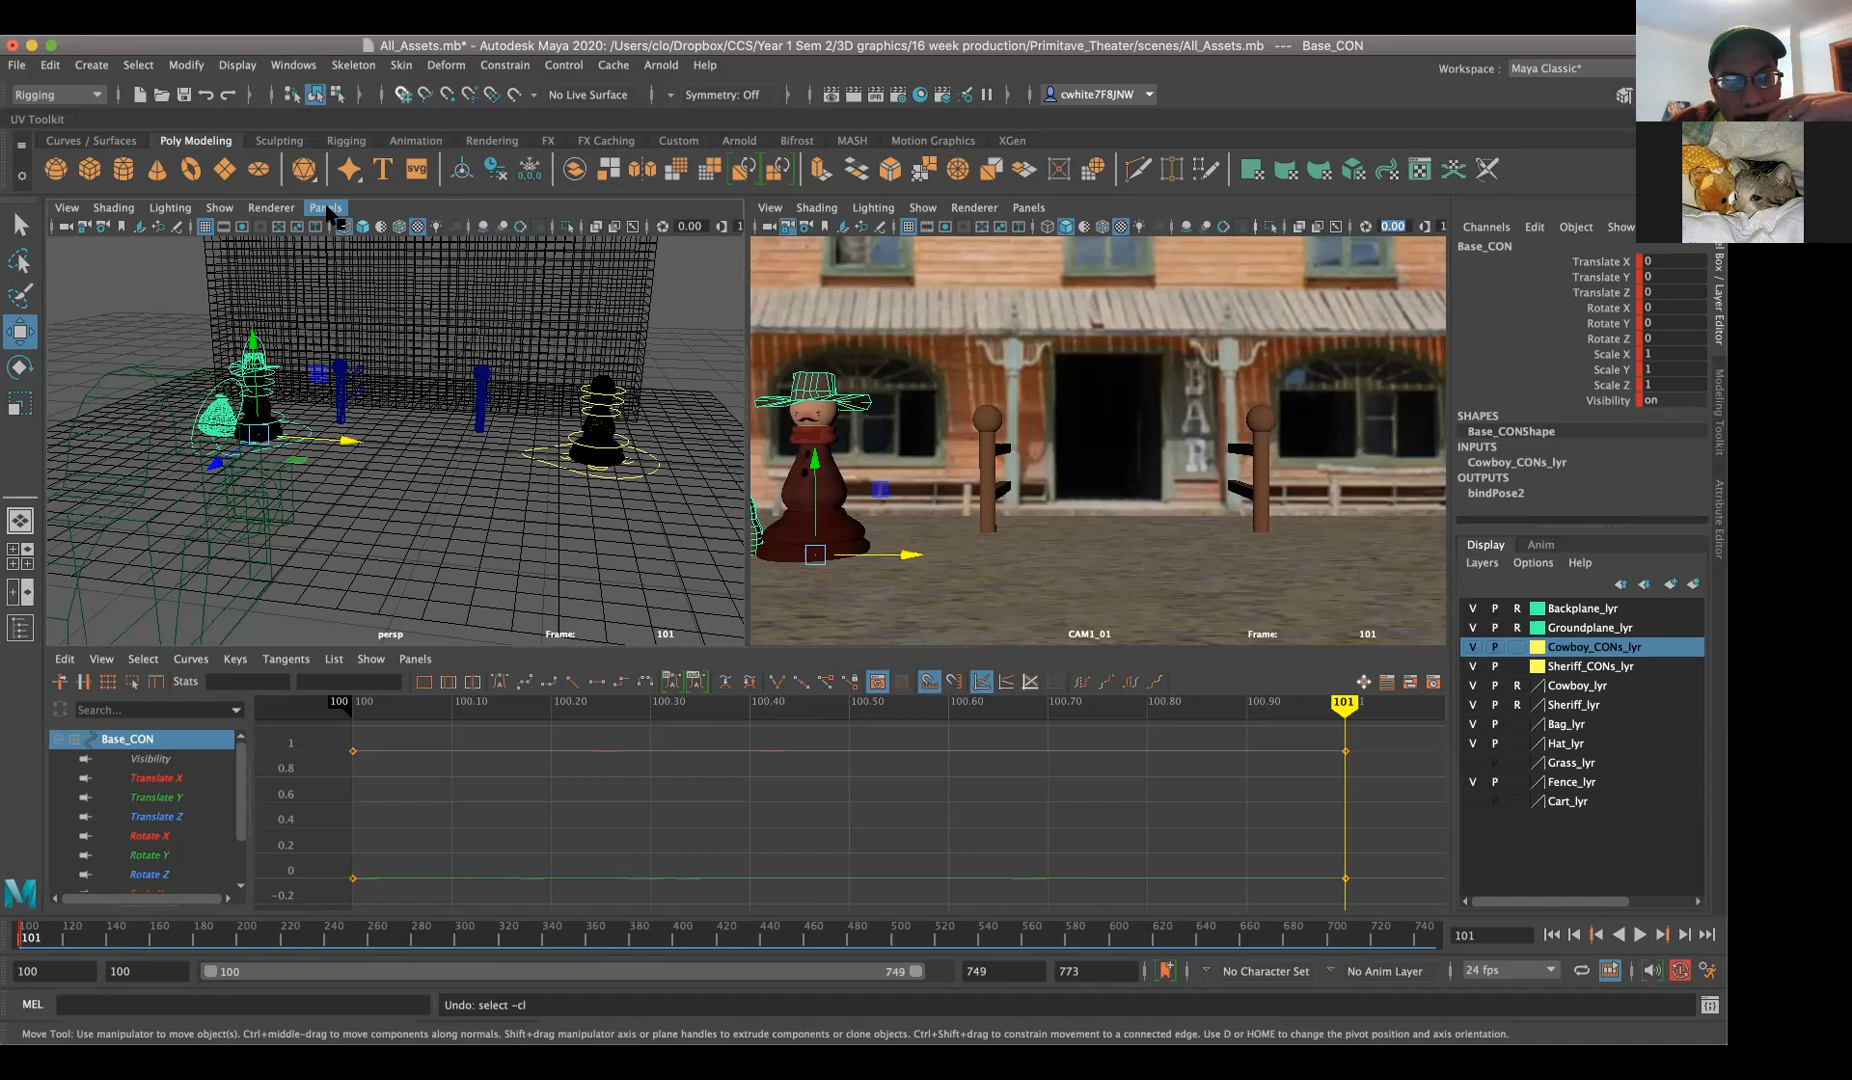 All_Assets.mb* - Autodesk Maya 2020: /Users/clo/Dropbox/CCS/Year 1 Sem 2/3D graphics/16 week production/Primitave_Theater/scenes/All_Assets.mb --- Base_CON
File Edit Create Select Modify Display Windows Skeleton Skin Deform Constrain Control Cache Arnold Help
Workspace : Maya Classic*
Rigging No Live Surface Symmetry: Off cwhite7F8JNW
UV Toolkit
Curves / Surfaces Poly Modeling Sculpting Rigging Animation Rendering FX FX Caching Custom Arnold Bifrost MASH Motion Graphics XGen
T SVG 0,0,0
View Shading Lighting Show Renderer Panels
0.00 1
View Shading Lighting Show Renderer Panels
0.00 1
BAR
persp Frame: 101
CAM1_01 Frame: 101
Channels Edit Object Show
Base_CON
Translate X 0
Translate Y 0
Translate Z 0
Rotate X 0
Rotate Y 0
Rotate Z 0
Scale X 1
Scale Y 1
Scale Z 1
Visibility on
SHAPES
Base_CONShape
INPUTS
Cowboy_CONs_lyr
OUTPUTS
bindPose2
Box / Layer Editor
Modeling Toolkit
Attribute Editor
Display Anim
Layers Options Help
V P R Backplane_lyr
V P R Groundplane_lyr
V P Cowboy_CONs_lyr
V P Sheriff_CONs_lyr
V P R Cowboy_lyr
V P R Sheriff_lyr
V P Bag_lyr
V P Hat_lyr
P Grass_lyr
V P Fence_lyr
P Cart_lyr
Edit View Select Curves Keys Tangents List Show Panels
Stats
Search...
Base_CON
Visibility
Translate X
Translate Y
Translate Z
Rotate X
Rotate Y
Rotate Z
100 100 100.10 100.20 100.30 100.40 100.50 100.60 100.70 100.80 100.90 101 1
1
0.8
0.6
0.4
0.2
0
-0.2
100 120 140 160 180 200 220 240 260 280 300 320 340 360 380 400 420 440 460 480 500 520 540 560 580 600 620 640 660 680 700 720 740
101
101
100 100 100 749 749 773 No Character Set No Anim Layer 24 fps
MEL Undo: select -cl
Move Tool: Use manipulator to move object(s). Ctrl+middle-drag to move components along normals. Shift+drag manipulator axis or plane handles to extrude components or clone objects. Ctrl+Shift+drag to constrain movement to a connected edge. Use D or HOME to change the pivot position and axis orientation.